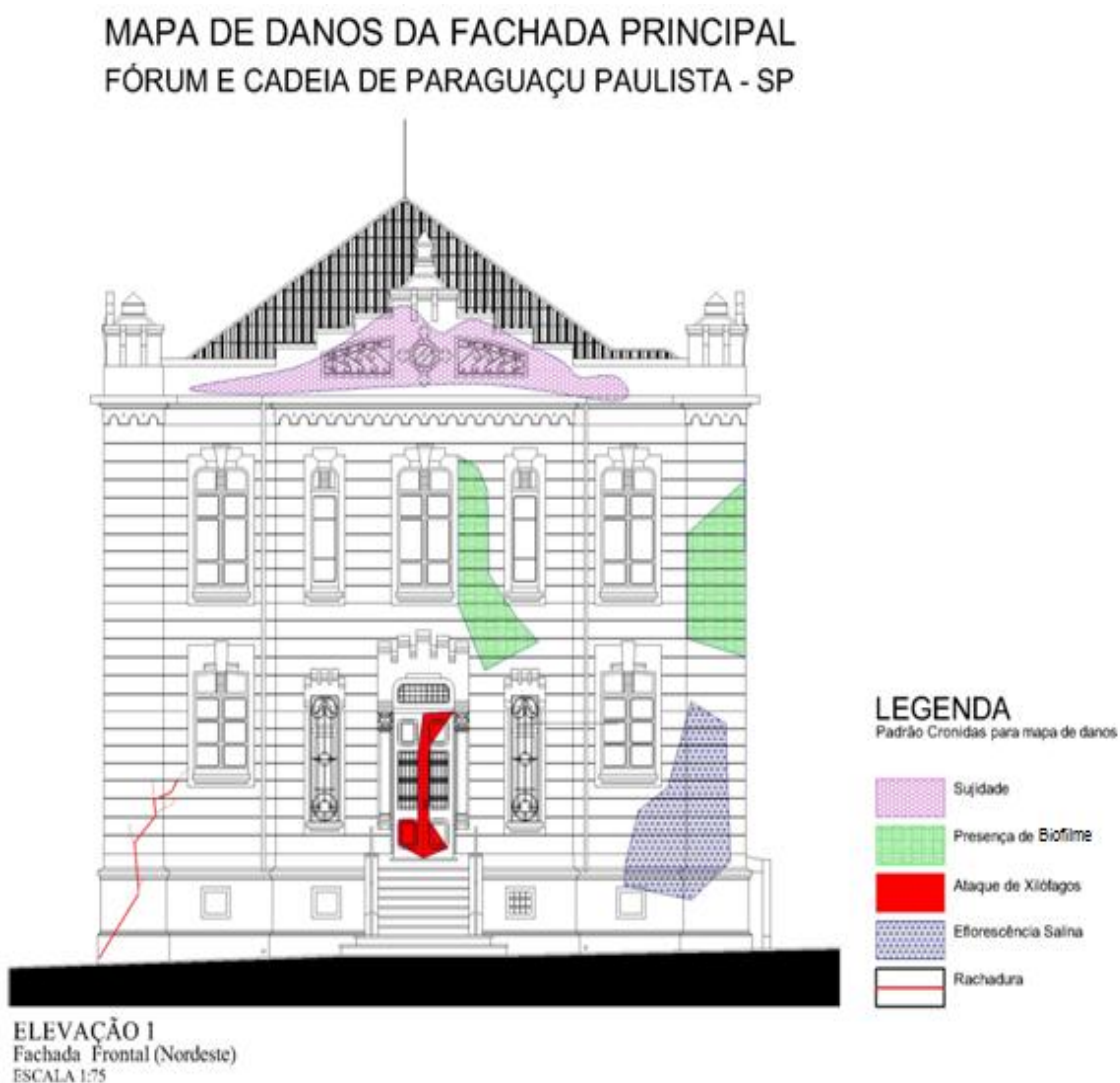 MAPA DE DANOS DA FACHADA PRINCIPAL
FÓRUM E CADEIA DE PARAGUAÇU PAULISTA - SP
LEGENDA
Padrão Cronidas para mapa de danos
Sujidade
Presença de Biofilme
Ataque de Xilófagos
Eflorescência Salina
Rachadura
ELEVAÇÃO 1
Fachada Frontal (Nordeste)
ESCALA 1:75